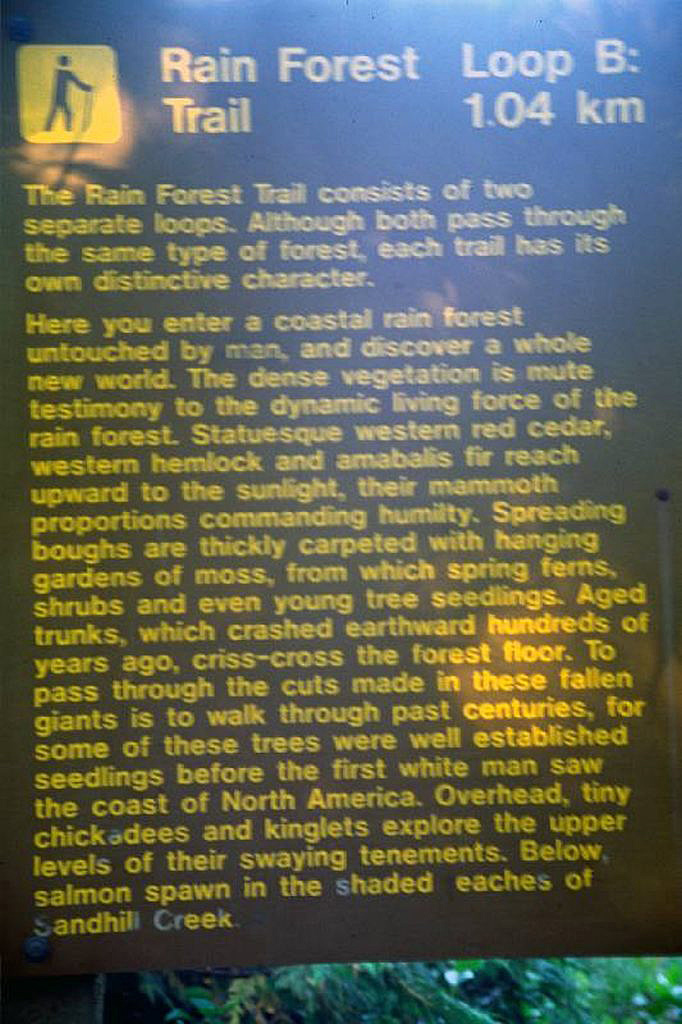 Rain Forest Loop B:
Trail 1.04 km
The Rain Forest Trail consists of two
separate loops. Although both pass through
the same type of forest, each trail has its
own distinctive character.
Here you enter a coastal rain forest
untouched by man, and discover a whole
new world. The dense vegetation is mute
testimony to the dynamic living force of the
rain forest. Statuesque western red cedar,
western hemlock and amabalis fir reach
upward to the sunlight, their mammoth
proportions commanding humilty. Spreading
boughs are thickly carpeted with hanging
gardens of moss, from which spring ferns,
shrubs and even young tree seedlings. Aged
trunks, which crashed earthward hundreds of
years ago, criss-cross the forest floor. To
pass through the cuts made in these fallen
giants is to walk through past centuries, for
some of these trees were well established
seedlings before the first white man saw
the coast of North America. Overhead, tiny
chickadees and kinglets explore the upper
levels of their swaying tenements. Below,
salmon spawn in the shaded eaches of
Sandhill Creek.